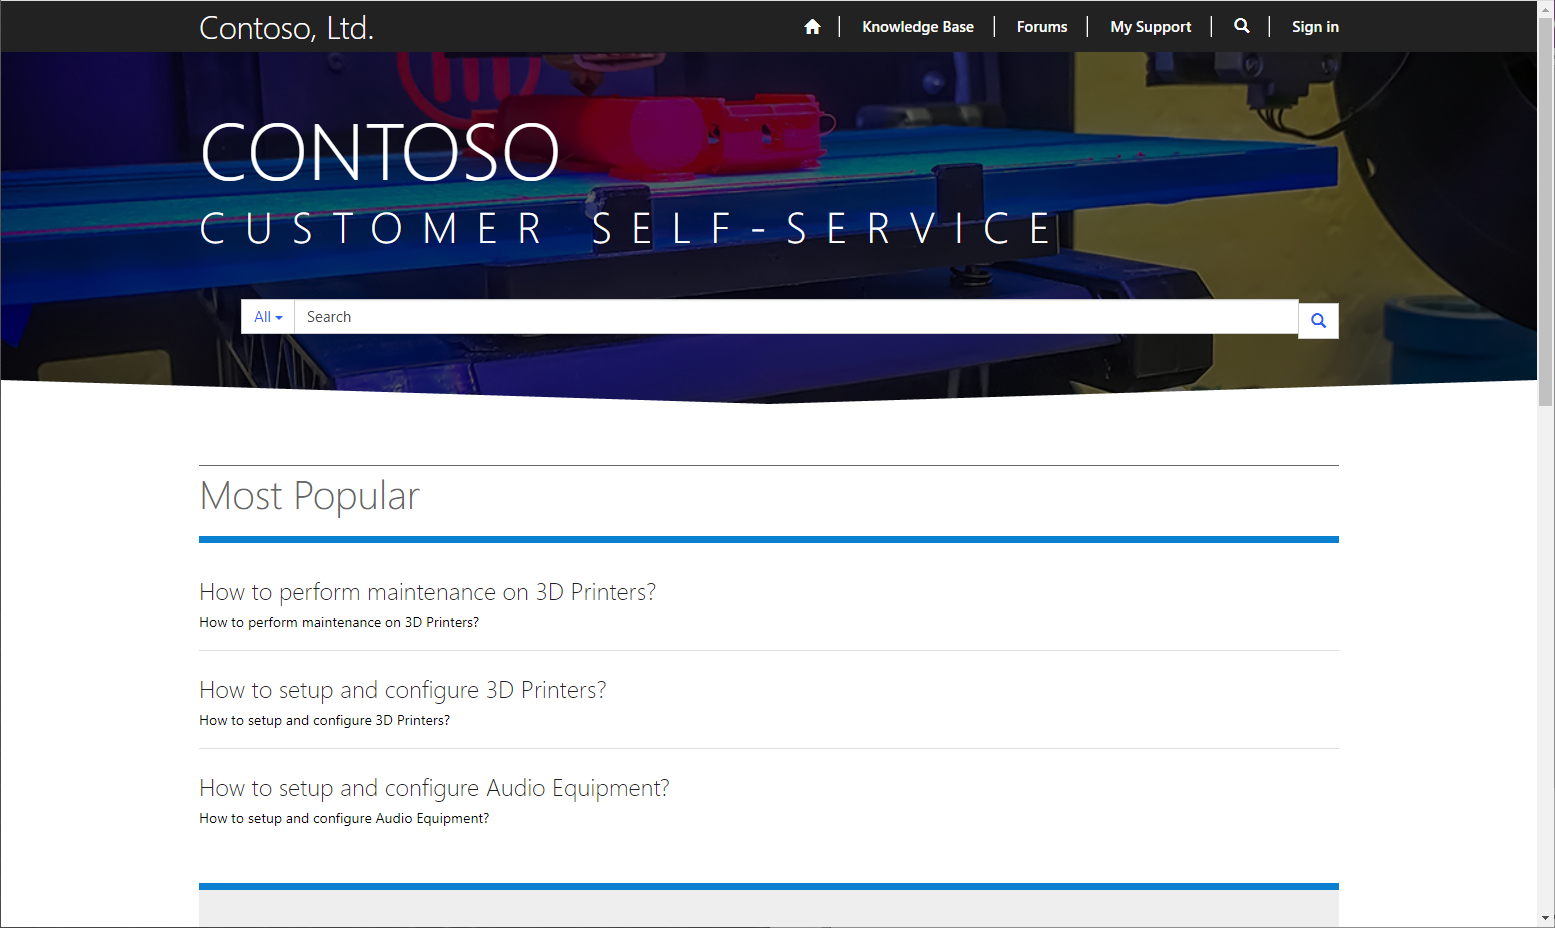 Contoso, Ltd.
Knowledge Base
Forums
My Support
Sign in
CONTOSO
CUSTOMER SELF-SERVICE
All
Search
Most Popular
How to perform maintenance on 3D Printers?
How to perform maintenance on 3D Printers?
How to setup and configure 3D Printers?
How to setup and configure 3D Printers?
How to setup and configure Audio Equipment?
How to setup and configure Audio Equipment?